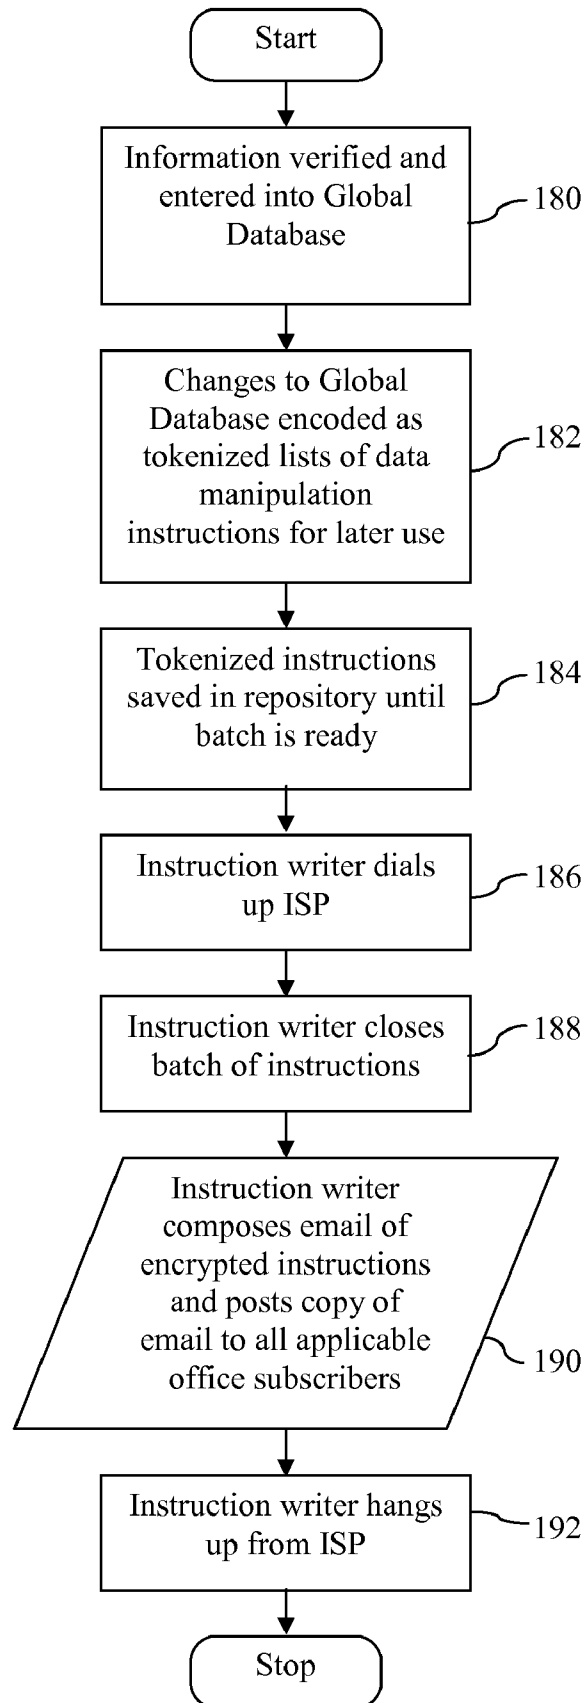 Start
Information verified and
entered into Global
Database
180
Changes to Global
Database encoded as
tokenized lists of data
manipulation
instructions for later use
182
Tokenized instructions
saved in repository until
batch is ready
184
Instruction writer dials
up ISP
186
Instruction writer closes
batch of instructions
188
Instruction writer
composes email of
encrypted instructions
and posts copy of
email to all applicable
office subscribers
190
Instruction writer hangs
up from ISP
192
Stop